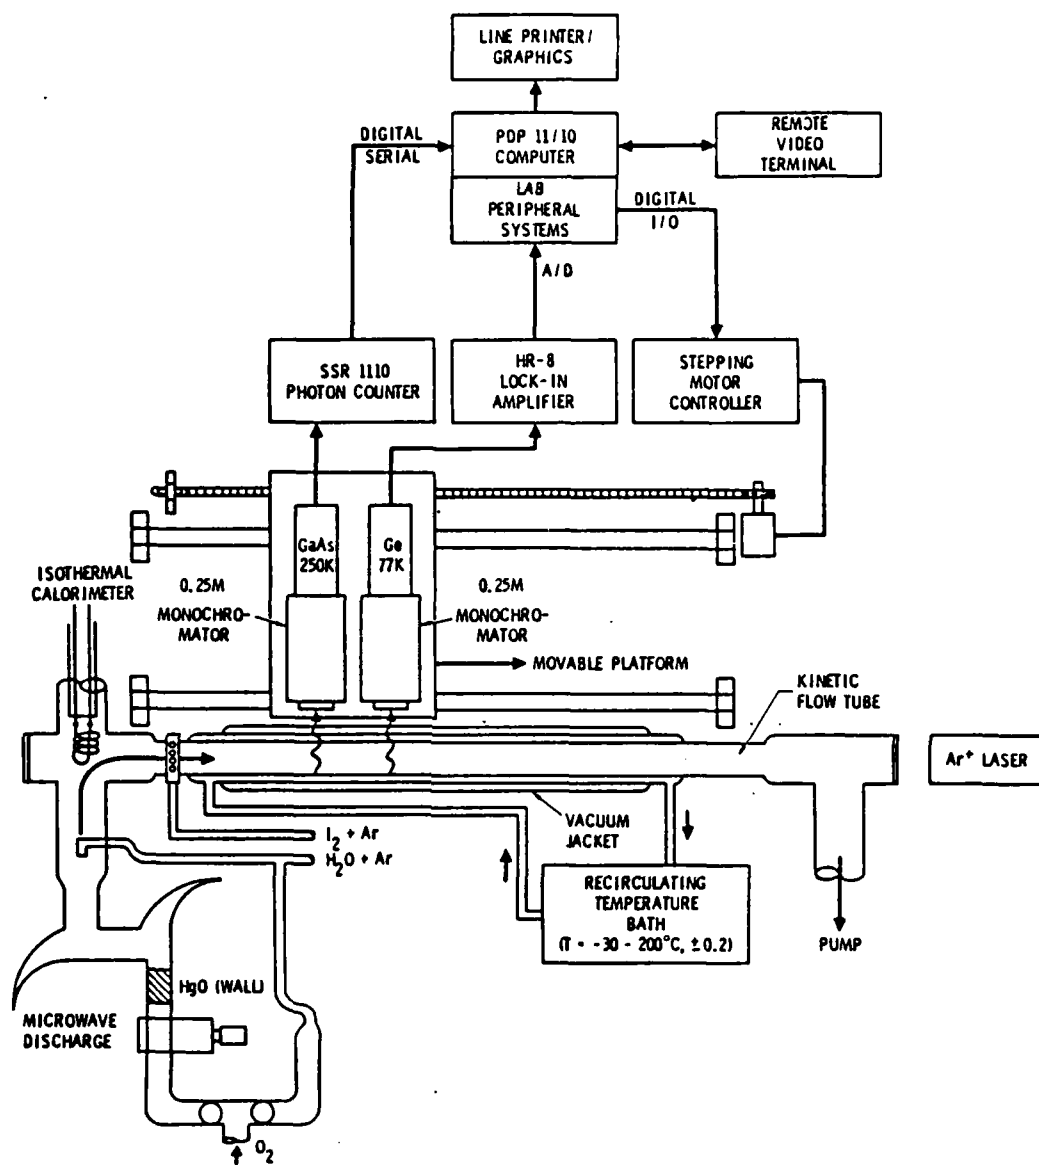 LINE PRINTER/
GRAPHICS
DIGITAL
SERIAL
PDP 11/10
COMPUTER
REMOTE
VIDEO
TERMINAL
LAB
PERIPHERAL
SYSTEMS
DIGITAL
I/O
A/D
SSR 1110
PHOTON COUNTER
HR-8
LOCK-IN
AMPLIFIER
STEPPING
MOTOR
CONTROLLER
GaAs
250K
Ge
77K
ISOTHERMAL
CALORIMETER
0.25M
MONOCHRO-
MATOR
0.25M
MONOCHRO-
MATOR
MOVABLE PLATFORM
KINETIC
FLOW TUBE
Ar+ LASER
I2 + Ar
H2O + Ar
VACUUM
JACKET
RECIRCULATING
TEMPERATURE
BATH
(T = -30 - 200°C, ±0.2)
PUMP
HgO (WALL)
MICROWAVE
DISCHARGE
O2